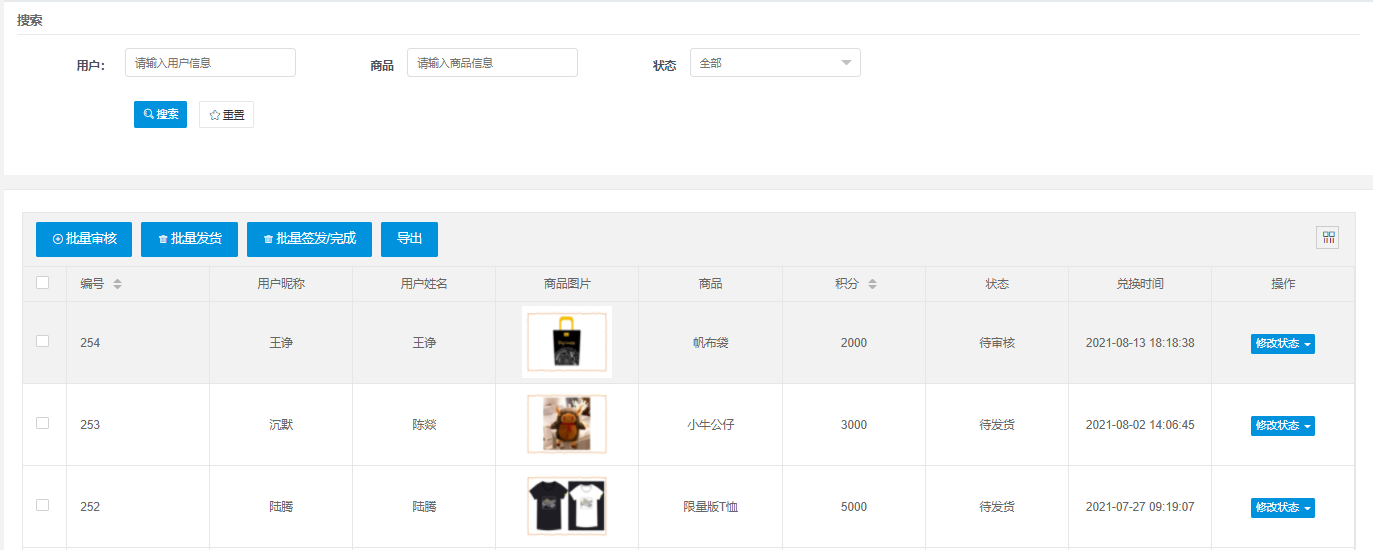 搜索
用户： 请输入用户信息 商品 请输入商品信息 状态 全部
搜索 重置
批量审核 批量发货 批量签发/完成 导出
编号 用户昵称 用户姓名 商品图片 商品 积分 状态 兑换时间 操作
254 王诤 王诤 帆布袋 2000 待审核 2021-08-13 18:18:38 修改状态
253 沉默 陈燚 小牛公仔 3000 待发货 2021-08-02 14:06:45 修改状态
252 陆腾 陆腾 限量版T恤 5000 待发货 2021-07-27 09:19:07 修改状态